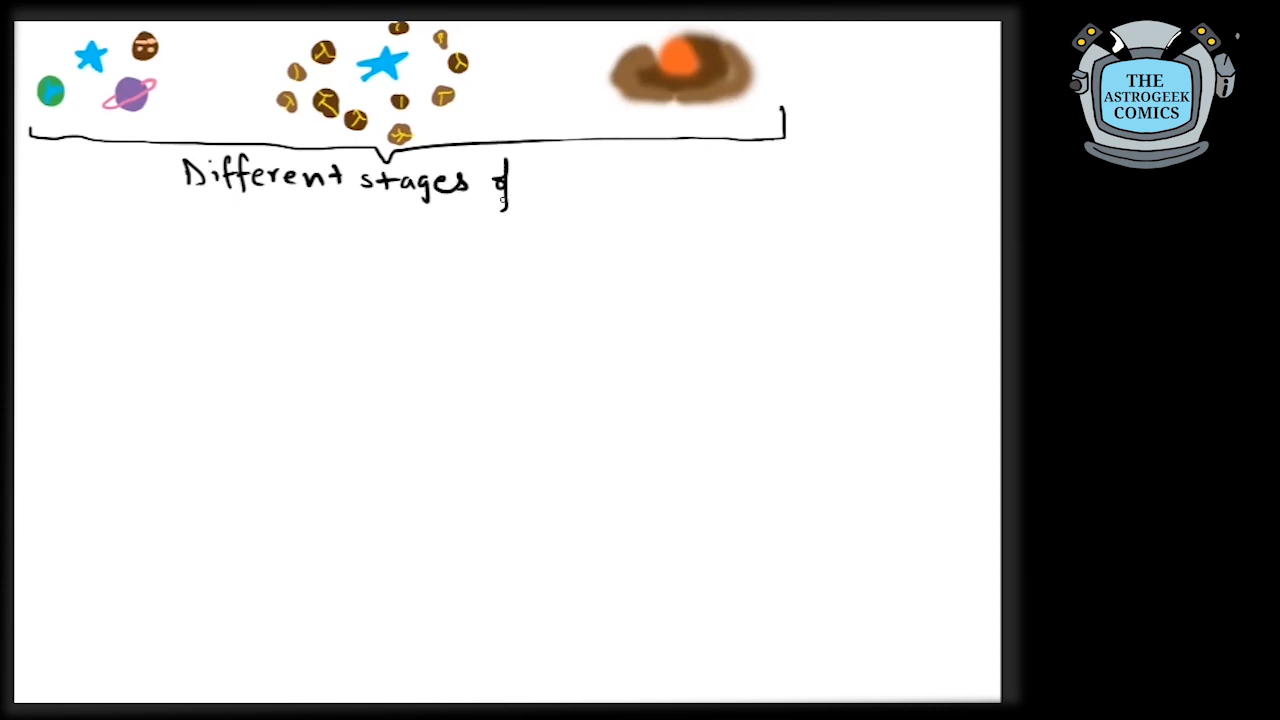 Different stages of
THE
ASTROGEEK
COMICS